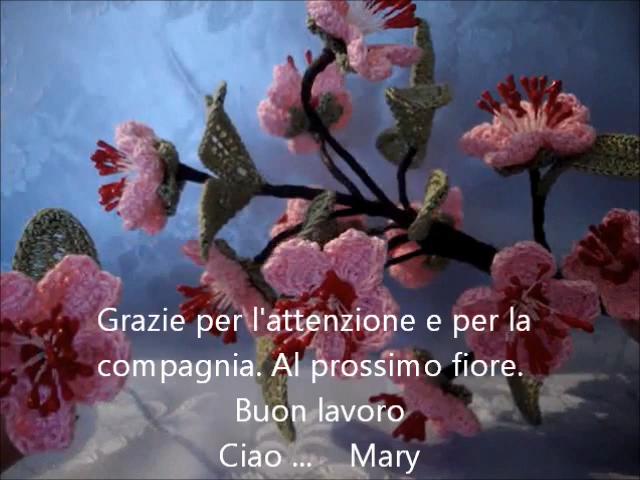 Grazie per l'attenzione e per la
compagnia. Al prossimo fiore.
Buon lavoro
Ciao ... Mary